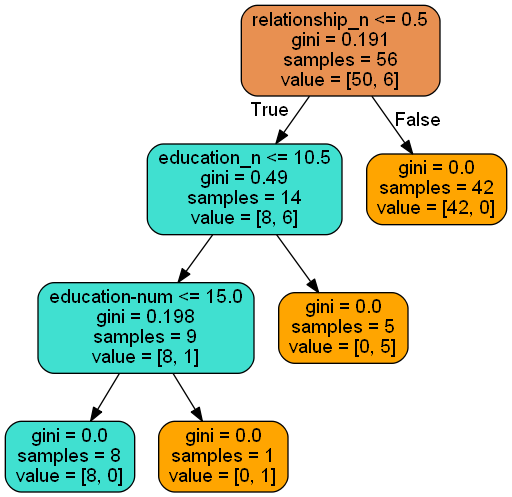 relationship_n <= 0.5
gini = 0.191
samples = 56
value = [50, 6]
True
False
education_n <= 10.5
gini = 0.49
samples = 14
value = [8, 6]
gini = 0.0
samples = 42
value = [42, 0]
education-num <= 15.0
gini = 0.198
samples = 9
value = [8, 1]
gini = 0.0
samples = 5
value = [0, 5]
gini = 0.0
samples = 8
value = [8, 0]
gini = 0.0
samples = 1
value = [0, 1]